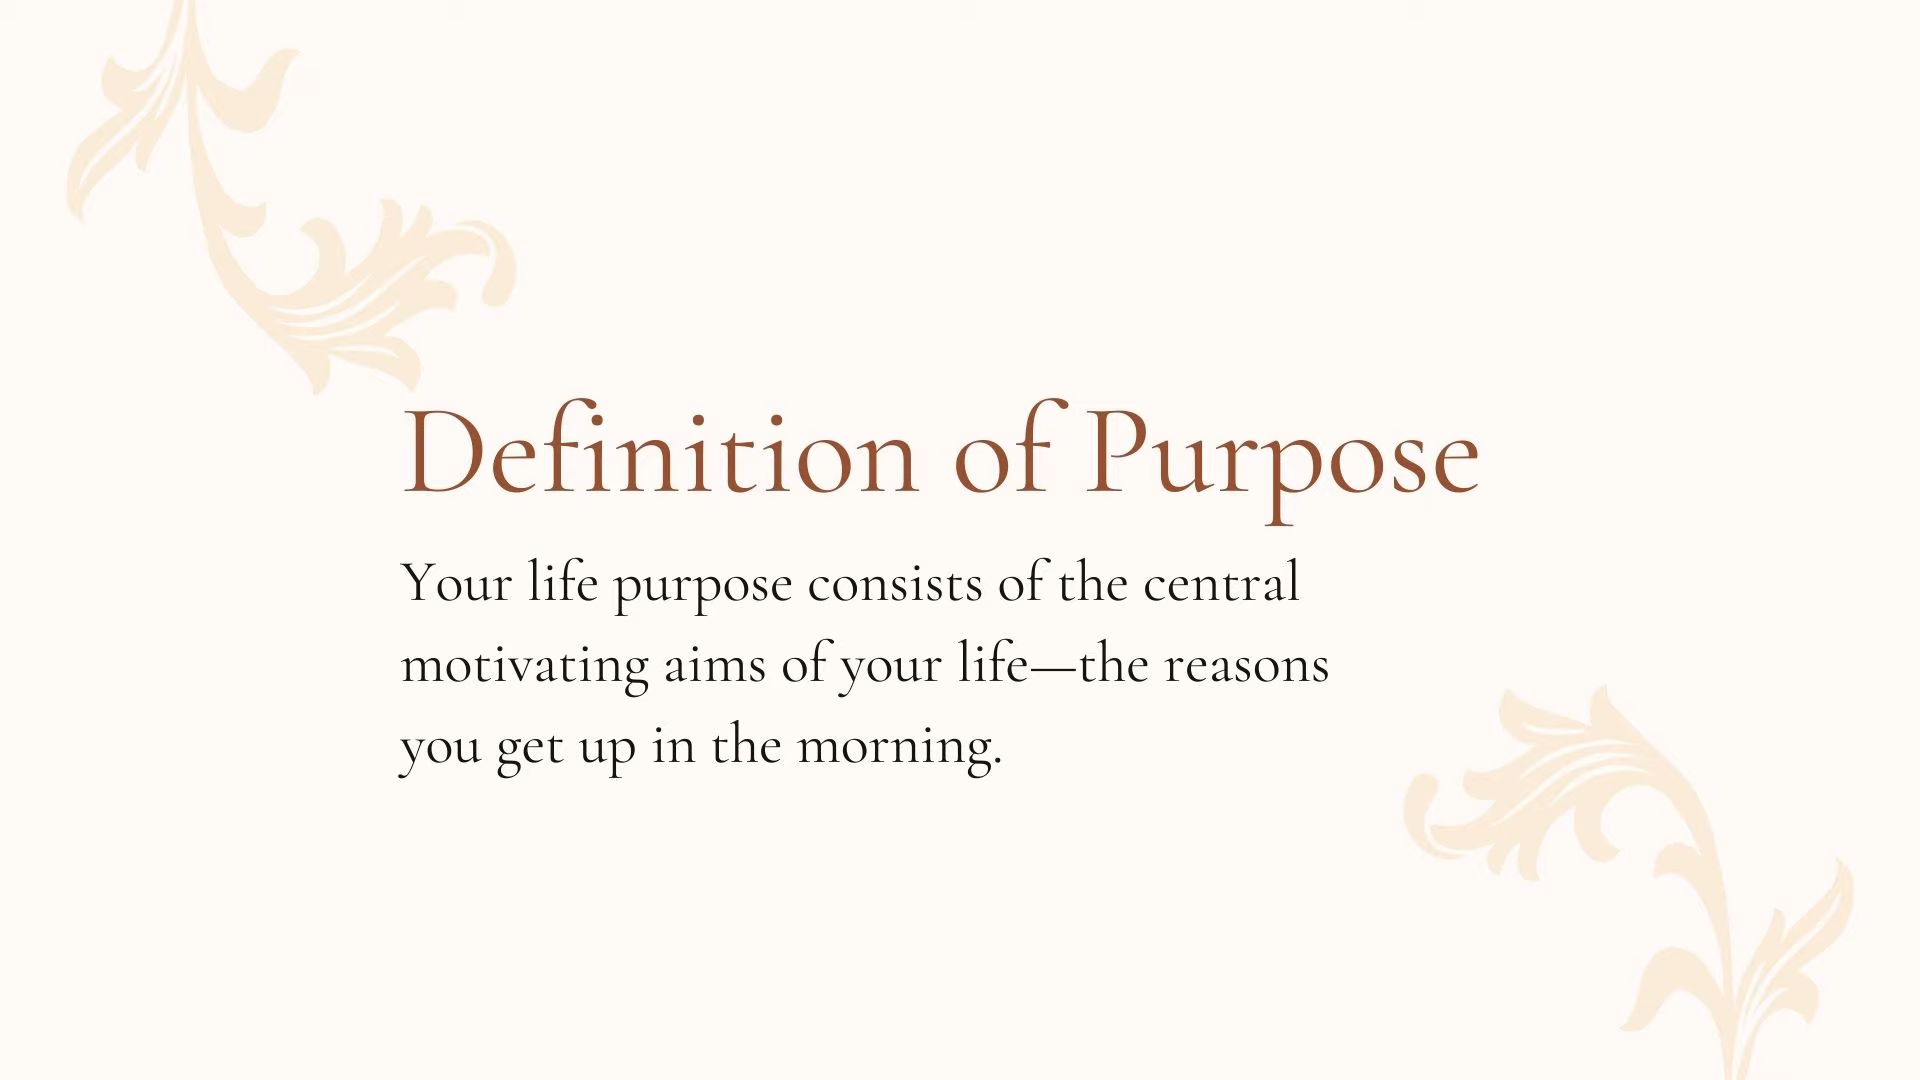 Definition of Purpose
Your life purpose consists of the central
motivating aims of your life—the reasons
you get up in the morning.